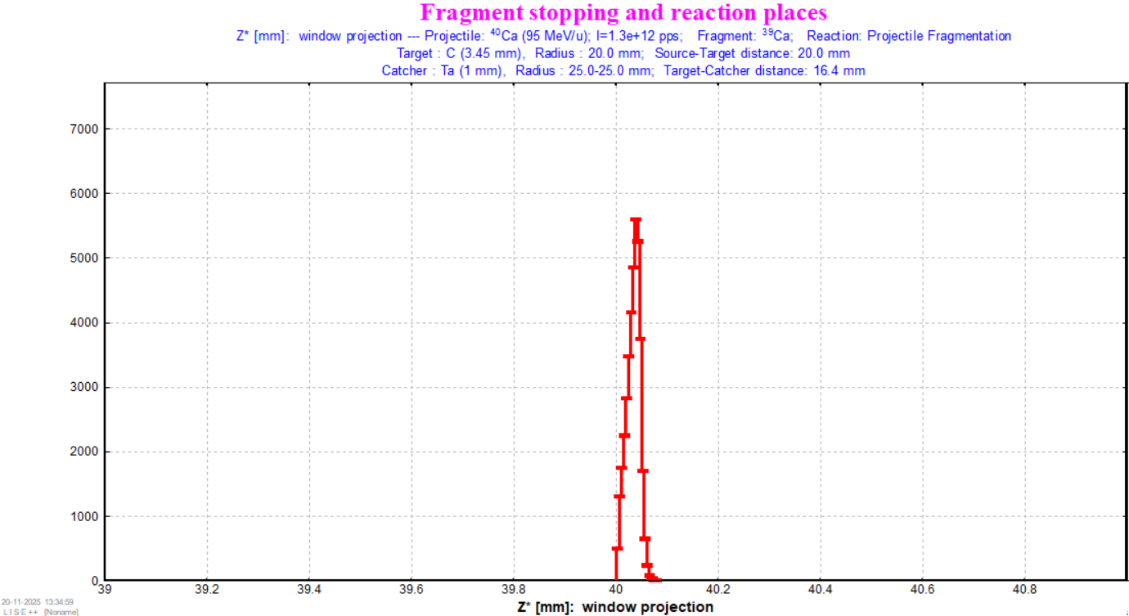 Fragment stopping and reaction places
Z* [mm]: window projection --- Projectile: ⁴⁰Ca (95 MeV/u); I=1.3e+12 pps; Fragment: ³⁹Ca; Reaction: Projectile Fragmentation
Target : C (3.45 mm), Radius : 20.0 mm; Source-Target distance: 20.0 mm
Catcher : Ta (1 mm), Radius : 25.0-25.0 mm; Target-Catcher distance: 16.4 mm
7000
6000
5000
4000
3000
2000
1000
0
39 39.2 39.4 39.6 39.8 40 40.2 40.4 40.6 40.8
Z* [mm]: window projection
20-11-2025 13:34:59
LISE++ [Noname]